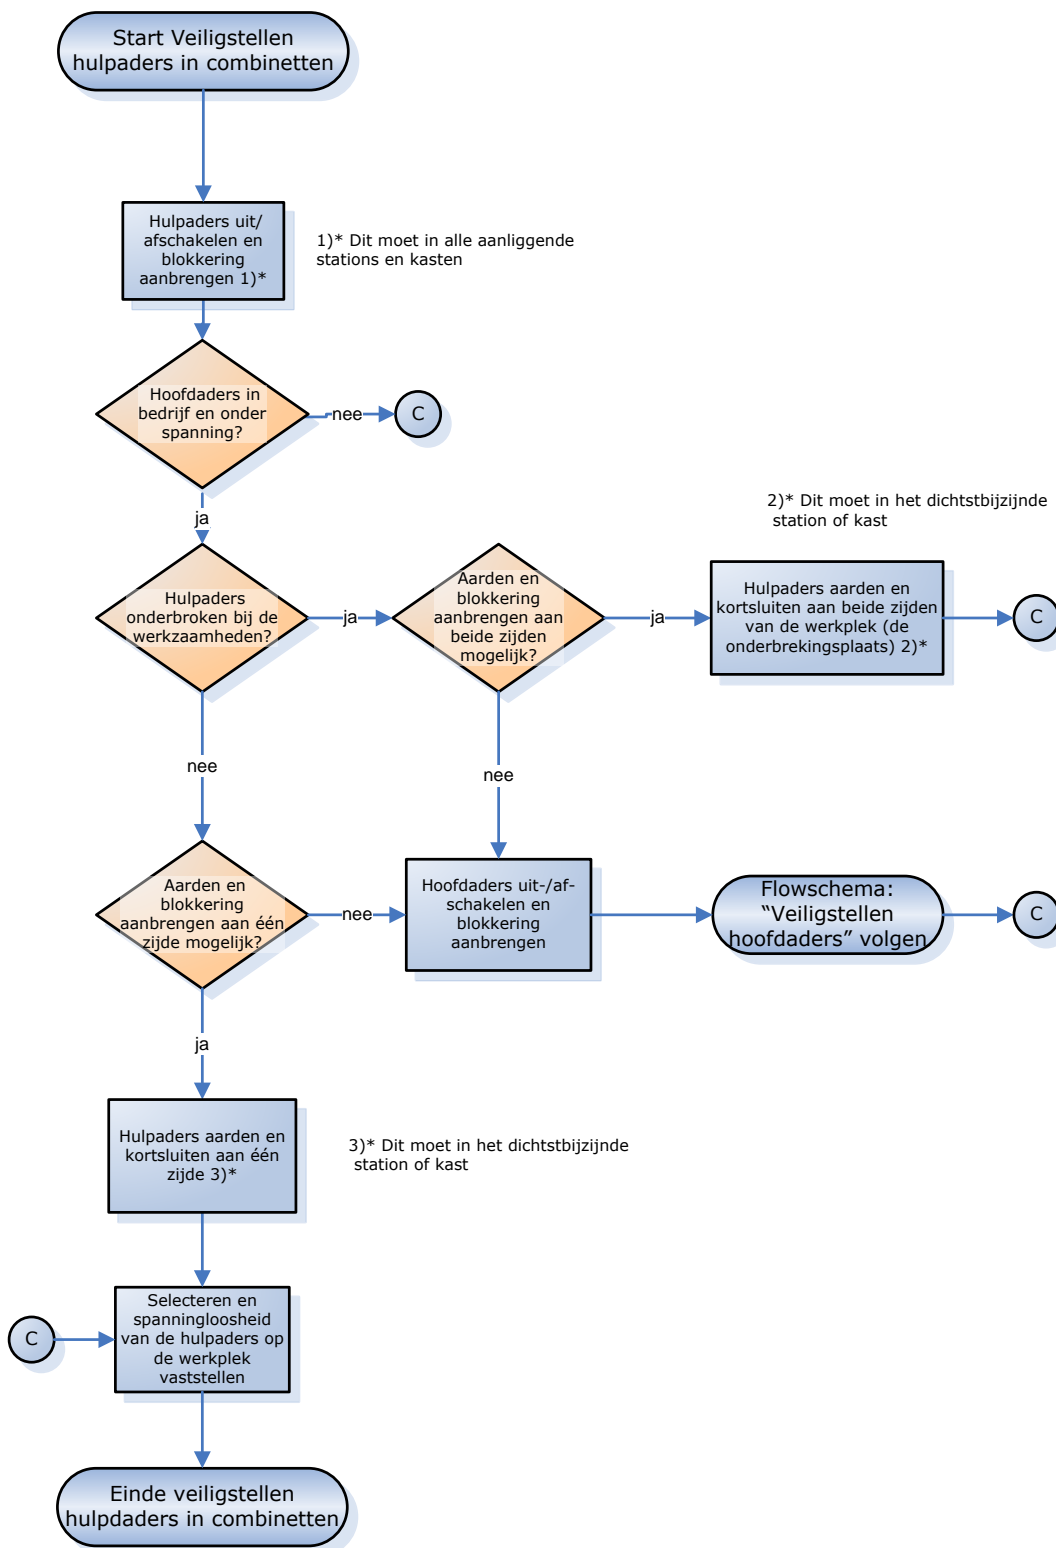 Start Veiligstellen
hulpaders in combinetten
Hulpaders uit/
afschakelen en
blokkering
aanbrengen 1)*
1)* Dit moet in alle aanliggende
stations en kasten
Hoofdaders in
bedrijf en onder
spanning?
nee
C
ja
2)* Dit moet in het dichtstbijzijnde
station of kast
Hulpaders
onderbroken bij de
werkzaamheden?
ja
Aarden en
blokkering
aanbrengen aan
beide zijden
mogelijk?
ja
Hulpaders aarden en
kortsluiten aan beide zijden
van de werkplek (de
onderbrekingsplaats) 2)*
C
nee
nee
Aarden en
blokkering
aanbrengen aan één
zijde mogelijk?
nee
Hoofdaders uit-/af-
schakelen en
blokkering
aanbrengen
Flowschema:
“Veiligstellen
hoofdaders” volgen
C
ja
Hulpaders aarden en
kortsluiten aan één
zijde 3)*
3)* Dit moet in het dichtstbijzijnde
station of kast
C
Selecteren en
spanningloosheid
van de hulpaders op
de werkplek
vaststellen
Einde veiligstellen
hulpdaders in combinetten